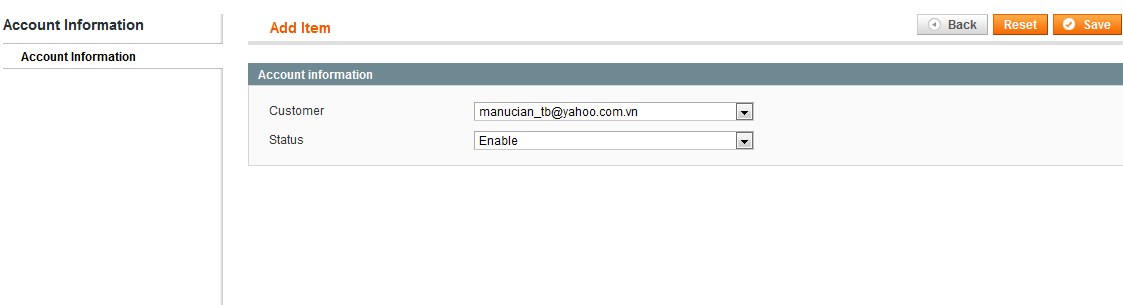 Account Information
Account Information
Add Item
Back Reset Save
Account information
Customer manucian_tb@yahoo.com.vn
Status Enable